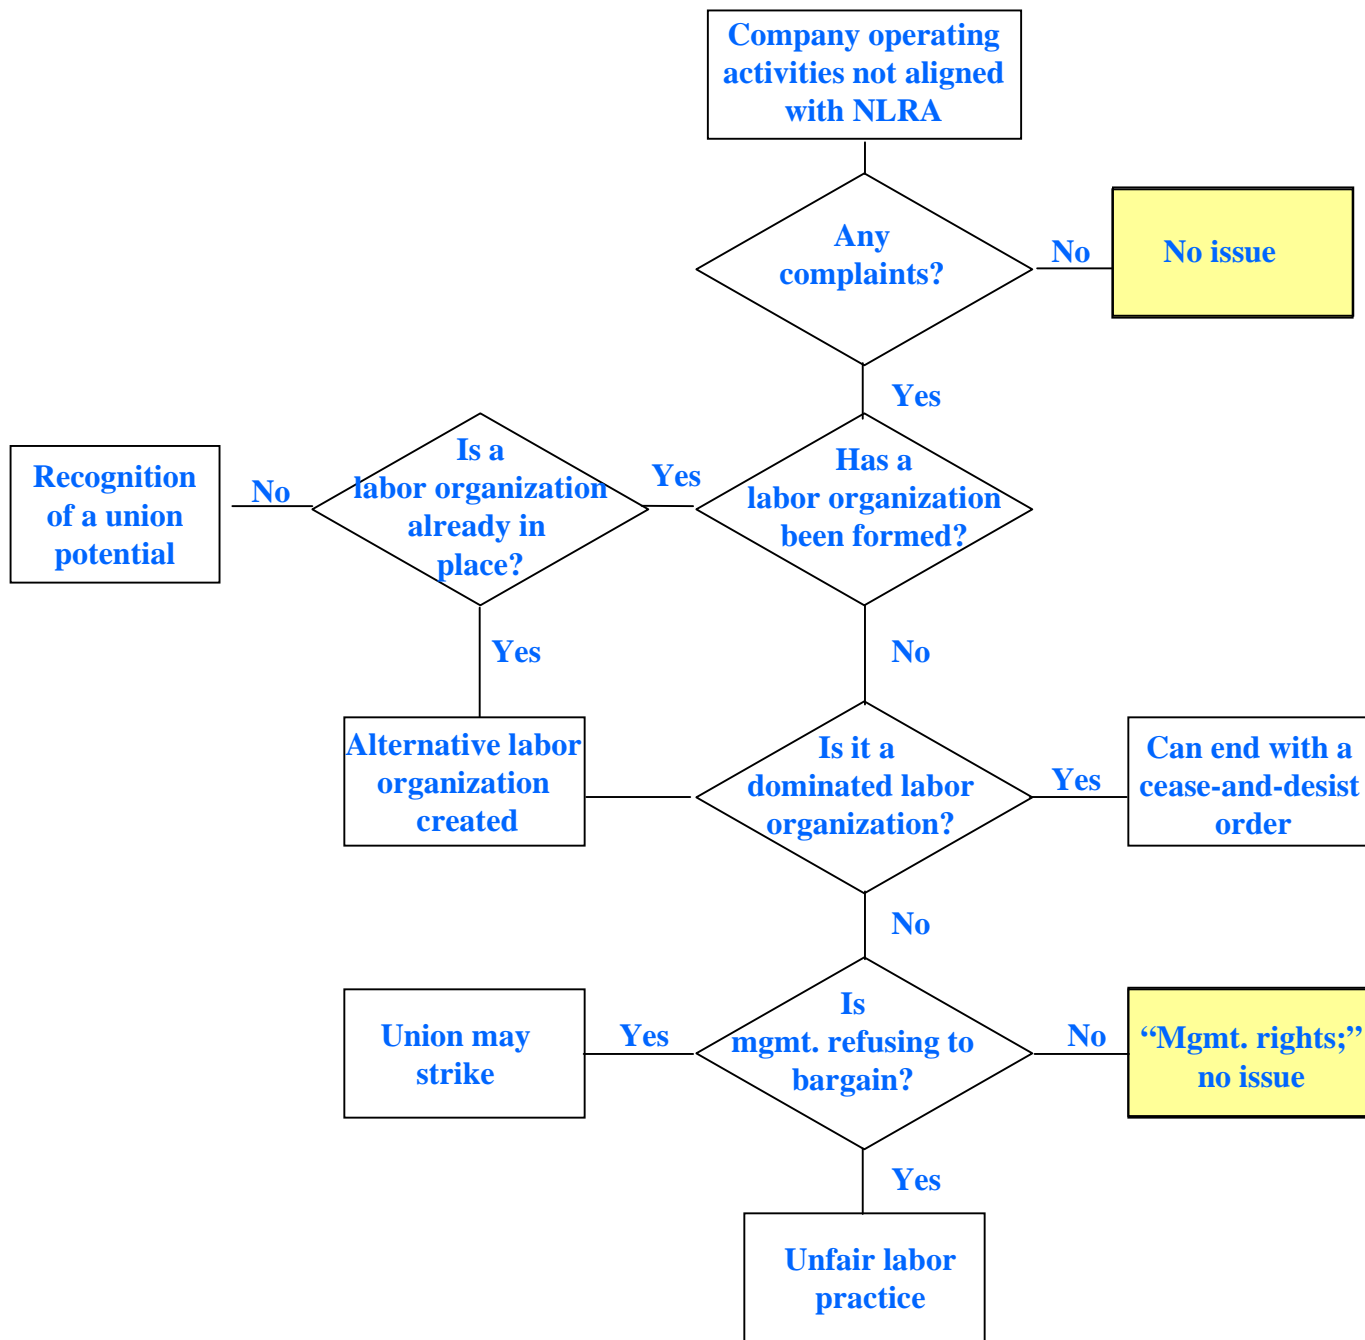 Company operating
activities not aligned
with NLRA
Any
complaints?
No
No issue
Yes
Recognition
of a union
potential
No
Is a
labor organization
already in
place?
Yes
Has a
labor organization
been formed?
Yes
No
Alternative labor
organization
created
Is it a
dominated labor
organization?
Yes
Can end with a
cease-and-desist
order
No
Union may
strike
Yes
Is
mgmt. refusing to
bargain?
No
“Mgmt. rights;”
no issue
Yes
Unfair labor
practice